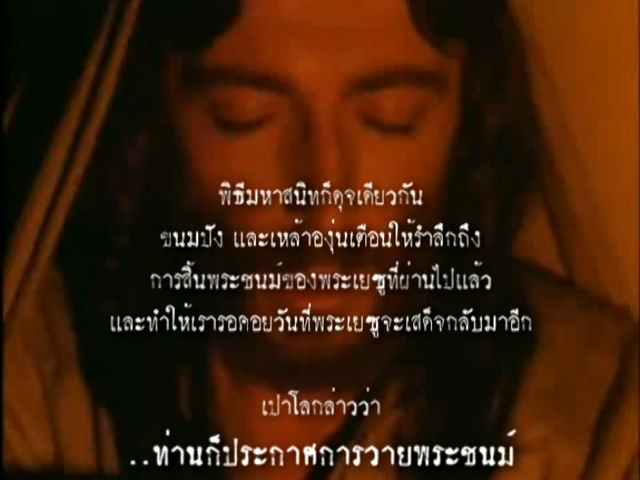 พิธีมหาสนิทก็ดุจเดียวกัน
ขนมปัง และเหล้าองุ่นเตือนให้รำลึกถึง
การสิ้นพระชนม์ของพระเยซูที่ผ่านไปแล้ว
และทำให้เรารอคอยวันที่พระเยซูจะเสด็จกลับมาอีก
เปาโลกล่าวว่า
..ท่านก็ประกาศการวายพระชนม์